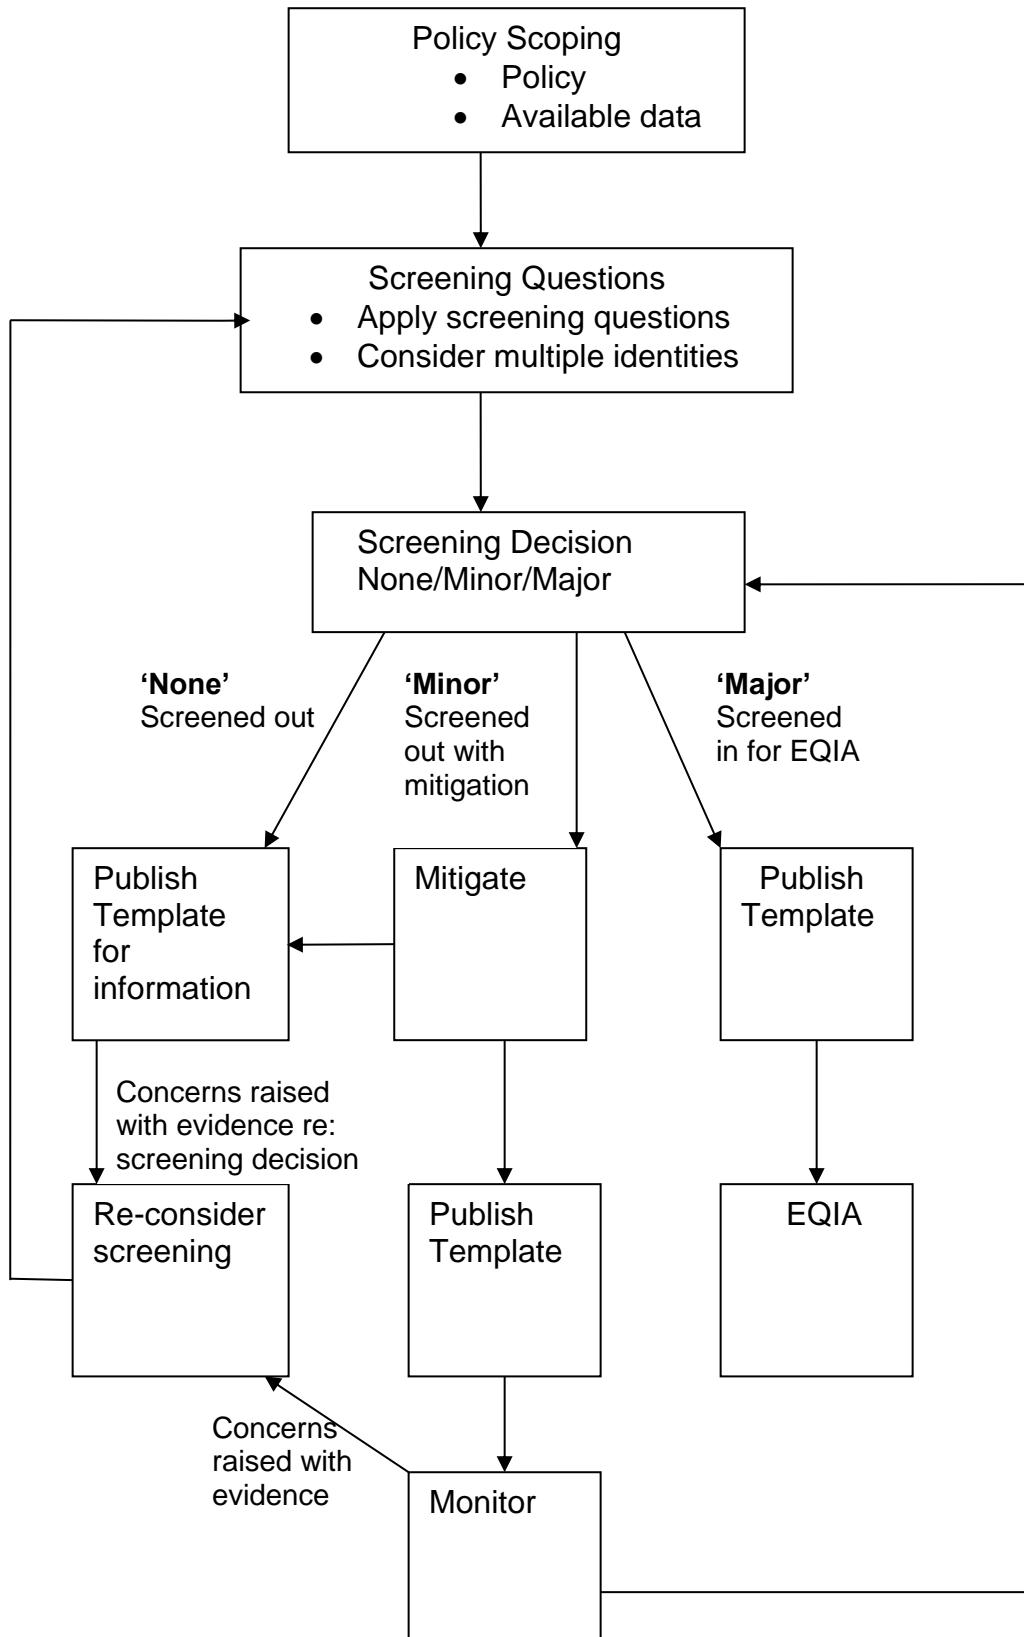 Policy Scoping
• Policy
• Available data
Screening Questions
• Apply screening questions
• Consider multiple identities
Screening Decision
None/Minor/Major
‘None’
Screened out
‘Minor’
Screened
out with
mitigation
‘Major’
Screened
in for EQIA
Publish
Template
for
information
Mitigate
Publish
Template
Concerns raised
with evidence re:
screening decision
Re-consider
screening
Publish
Template
EQIA
Concerns
raised with
evidence
Monitor